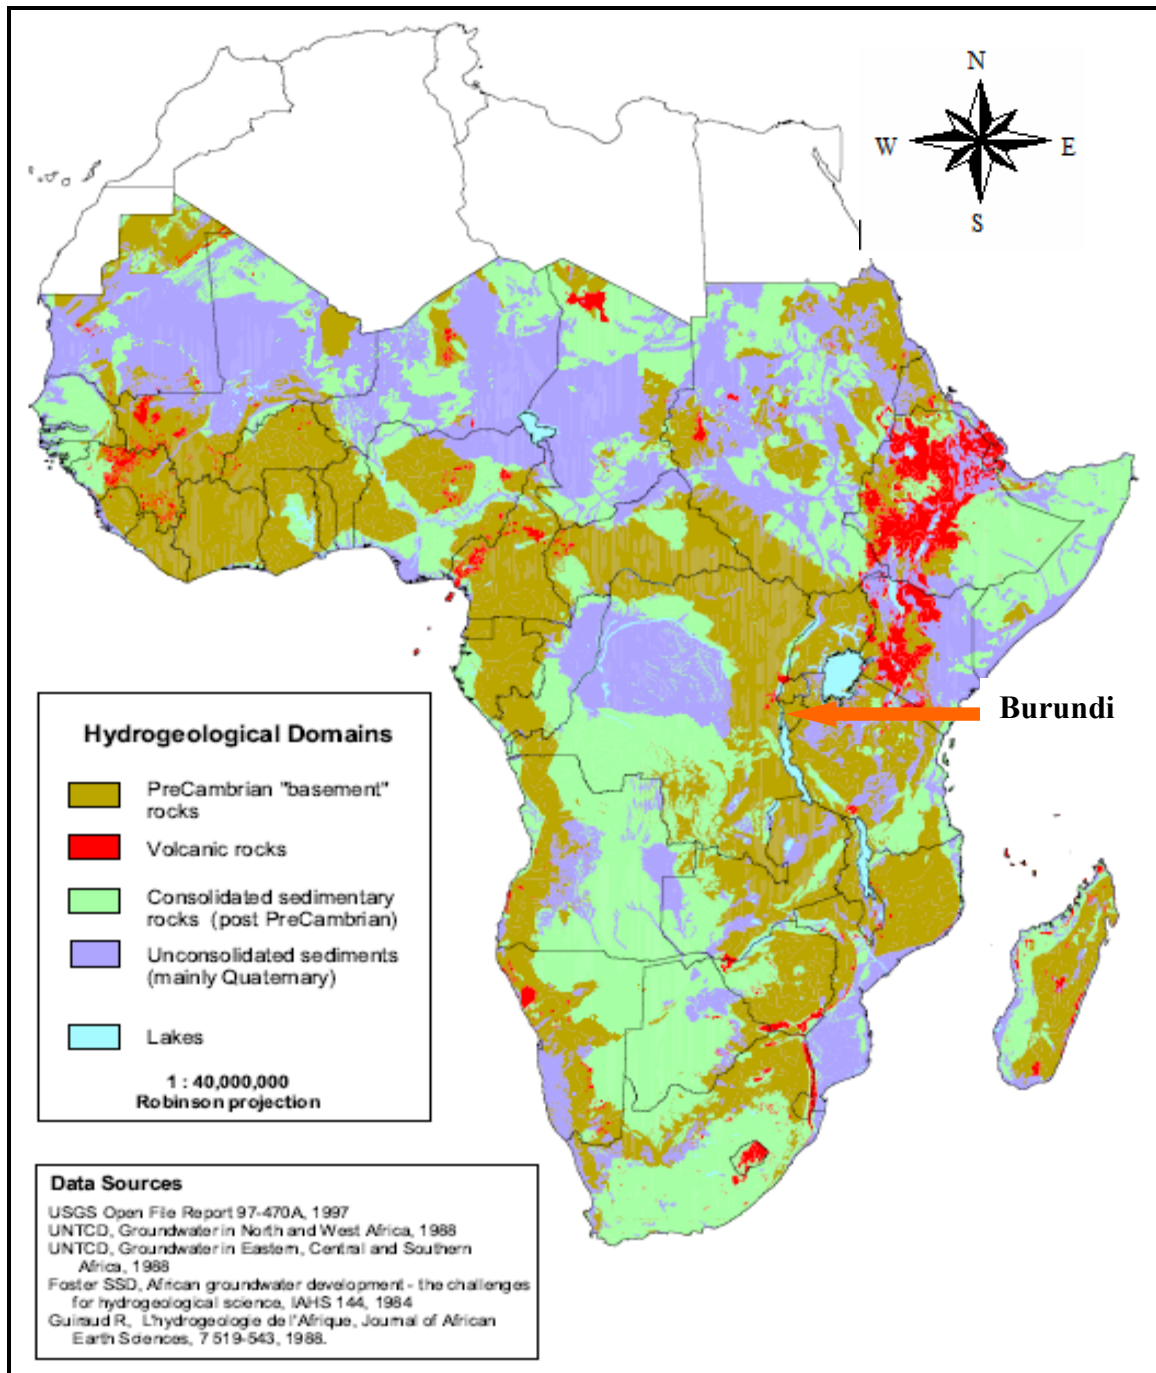 N
W
E
S
Burundi
Hydrogeological Domains
PreCambrian "basement"
rocks
Volcanic rocks
Consolidated sedimentary
rocks (post PreCambrian)
Unconsolidated sediments
(mainly Quaternary)
Lakes
1 : 40,000,000
Robinson projection
Data Sources
USGS Open File Report 97-470A, 1997
UNTCD, Groundwater in North and West Africa, 1988
UNTCD, Groundwater in Eastern, Central and Southern
Africa, 1988
Foster SSD, African groundwater development - the challenges
for hydrogeological science, IAHS 144, 1984
Guiraud R, L'hydrogeologie de l'Afrique, Journal of African
Earth Sciences, 7 519-543, 1988.